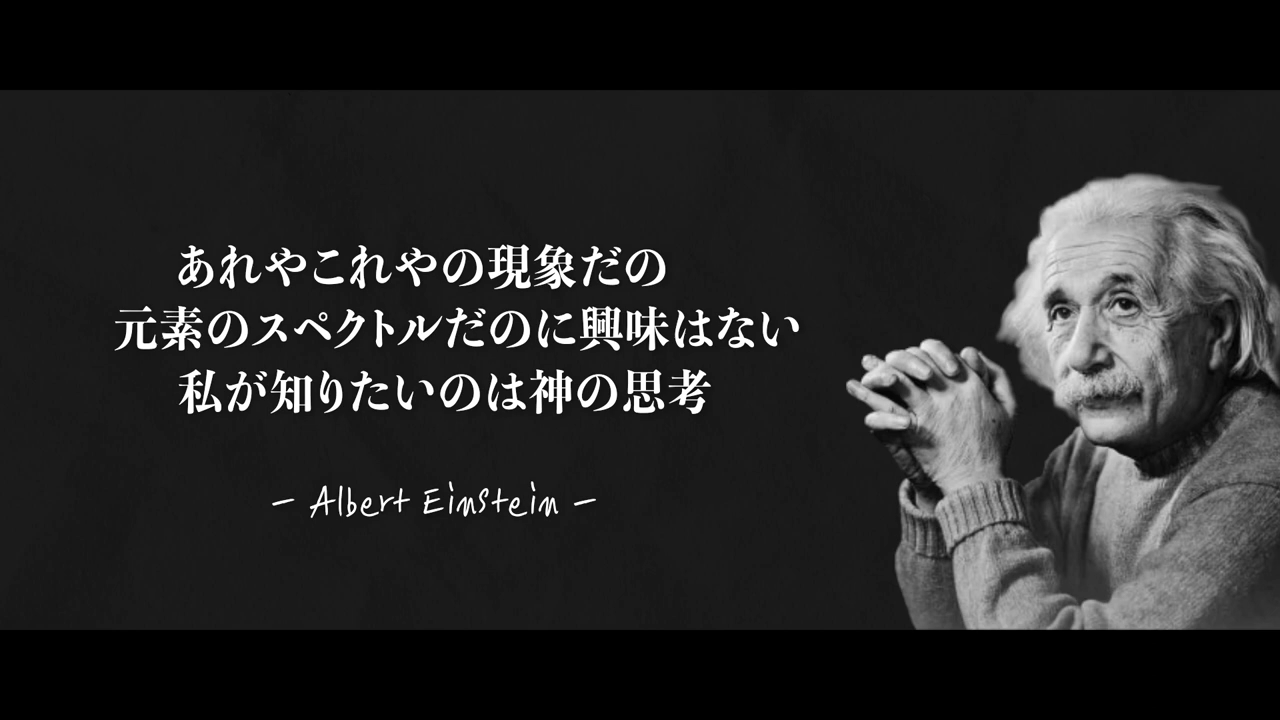 あれやこれやの現象だの
元素のスペクトルだのに興味はない
私が知りたいのは神の思考
– Albert Einstein –